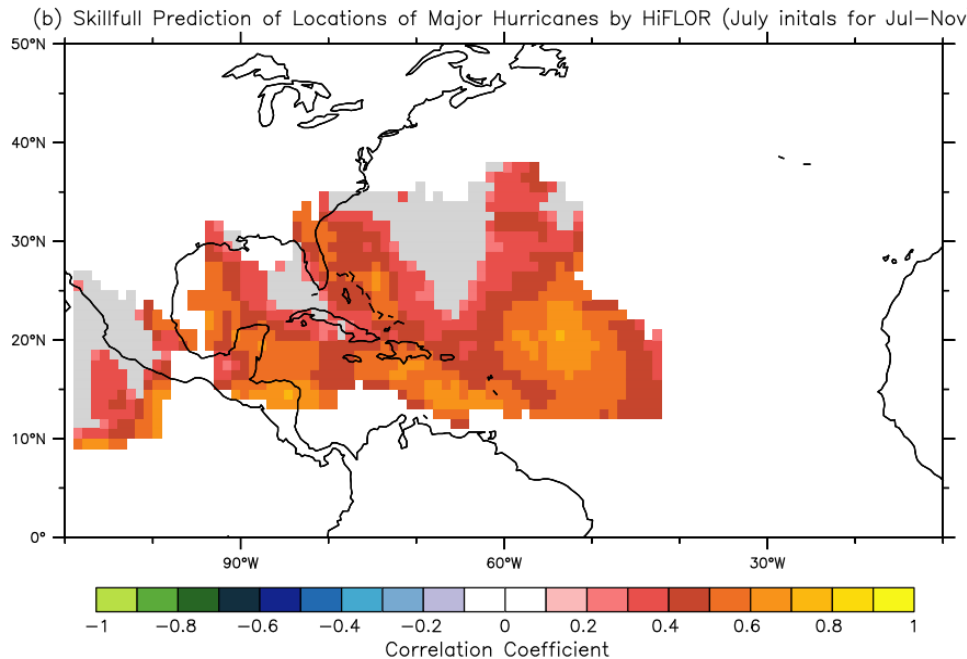 (b) Skillfull Prediction of Locations of Major Hurricanes by HiFLOR (July initals for Jul–Nov
50°N
40°N
30°N
20°N
10°N
0°
90°W 60°W 30°W
−1 −0.8 −0.6 −0.4 −0.2 0 0.2 0.4 0.6 0.8 1
Correlation Coefficient